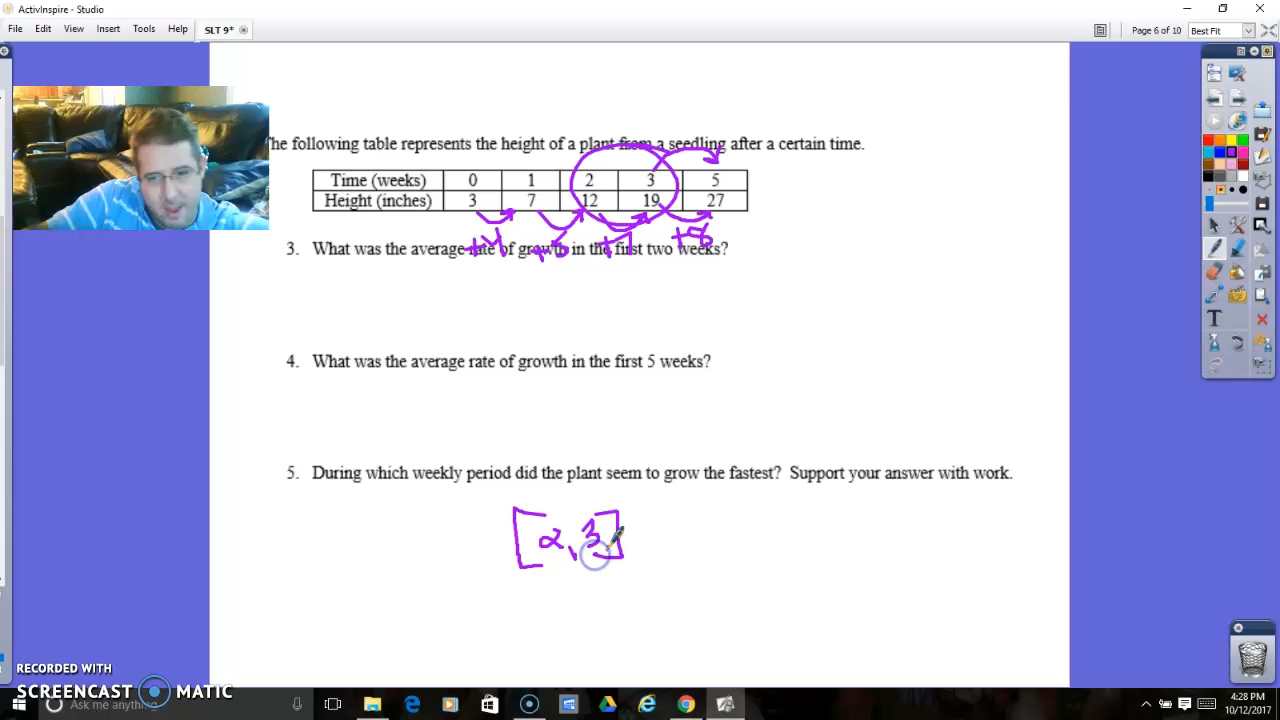 ActivInspire - Studio
File Edit View Insert Tools Help SLT 9*
Page 6 of 10 Best Fit
he following table represents the height of a plant from a seedling after a certain time.
Time (weeks) 0 1 2 3 5
Height (inches) 3 7 12 19 27
+4 +5 +7 +8
3. What was the average rate of growth in the first two weeks?
4. What was the average rate of growth in the first 5 weeks?
5. During which weekly period did the plant seem to grow the fastest? Support your answer with work.
[2,3]
RECORDED WITH
SCREENCAST MATIC
Ask me anything
4:28 PM
10/12/2017